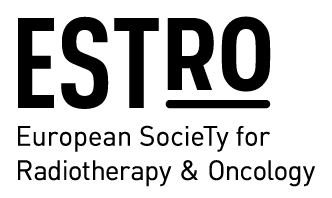 ESTRO
European SocieTy for
Radiotherapy & Oncology